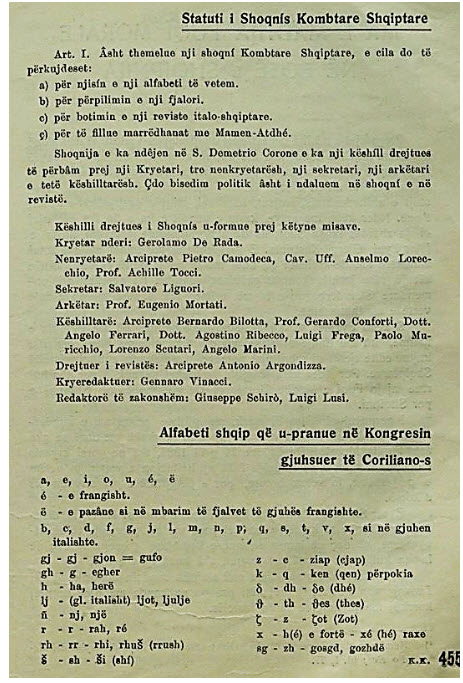 Statuti i Shoqnís Kombtare Shqiptare
Art. I. Âsht themelue nji shoqní Kombtare Shqiptare, e cila do të
përkujdeset:
a) për njisín e nji alfabeti të vetem.
b) për përpilimin e nji fjalori.
c) për botimin e nji reviste italo-shqiptare.
ç) për të fillue marrëdhanat me Mamen-Atdhé.
Shoqnija e ka ndêjen në S. Demetrio Corone e ka nji këshill drejtues
të përbâm prej nji Kryetari, tre nenkryetarësh, nji sekretari, nji arkëtari
e tetë këshilltarësh. Çdo bisedim politik âsht i ndaluem në shoqní e në
revistë.
Këshilli drejtues i Shoqnís u-formue prej këtyne misave.
Kryetar nderi: Gerolamo De Rada.
Nenryetarë: Arciprete Pietro Camodeca, Cav. Uff. Anselmo Lorec-
chio, Prof. Achille Tocci.
Sekretar: Salvatore Liguori.
Arkëtar: Prof. Eugenio Mortati.
Këshilltarë: Arciprete Bernardo Bilotta, Prof. Gerardo Conforti, Dott.
Angelo Ferrari, Dott. Agostino Ribecco, Luigi Frega, Paolo Mu-
ricchio, Lorenzo Scutari, Angelo Marini.
Drejtuer i revistës: Arciprete Antonio Argondizza.
Kryeredaktuer: Gennaro Vinacci.
Redaktorë të zakonshëm: Giuseppe Schirò, Luigi Lusi.
Alfabeti shqip që u-pranue në Kongresin
gjuhsuer të Coriliano-s
a, e, i, o, u, é, ë
é - e frangisht.
ë - e pazâne si në mbarim të fjalvet të gjuhës frangishte.
b, c, d, f, g, j, l, m, n, p, q, s, t, v, x, si në gjuhen
italishte.
gj - gj - gjon = gufo
gh - g - egher
h - ha, herë
lj - (gl. italisht) ljot, ljulje
ñ - nj, një
r - r - rah, ré
rh - rr - rhi, rhuš (rrush)
š - sh - ši (shí)
z - c - ziap (cjap)
k - q - ken (qen) përpokia
δ - dh - δe (dhé)
ϑ - th - ϑes (thes)
ζ - z - ζot (Zot)
x - h(é) e fortë - xé (hé) raxe
sg - zh - gosgd, gozhdë
K.K. 455